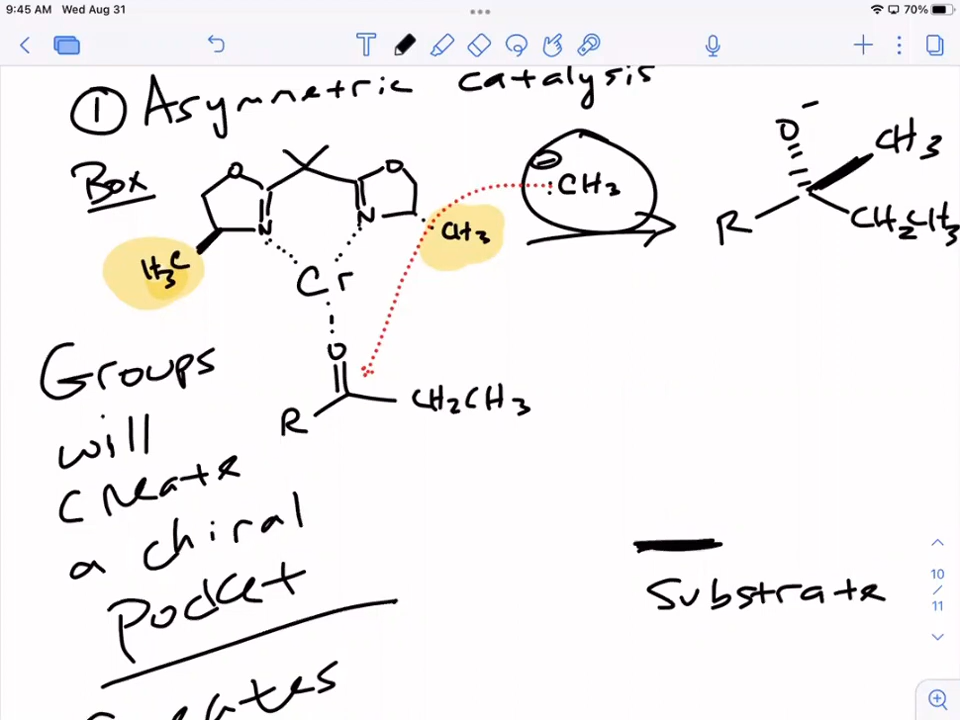 9:45 AM Wed Aug 31
70%
T
① Asymmetric catalysis
Box
O
O
N
N
H3C
CH3
Cr
:CH3
O
R
CH2CH3
O-
CH3
R
CH2CH3
Groups
will
create
a chiral
pocket
Substrate
10
/
11